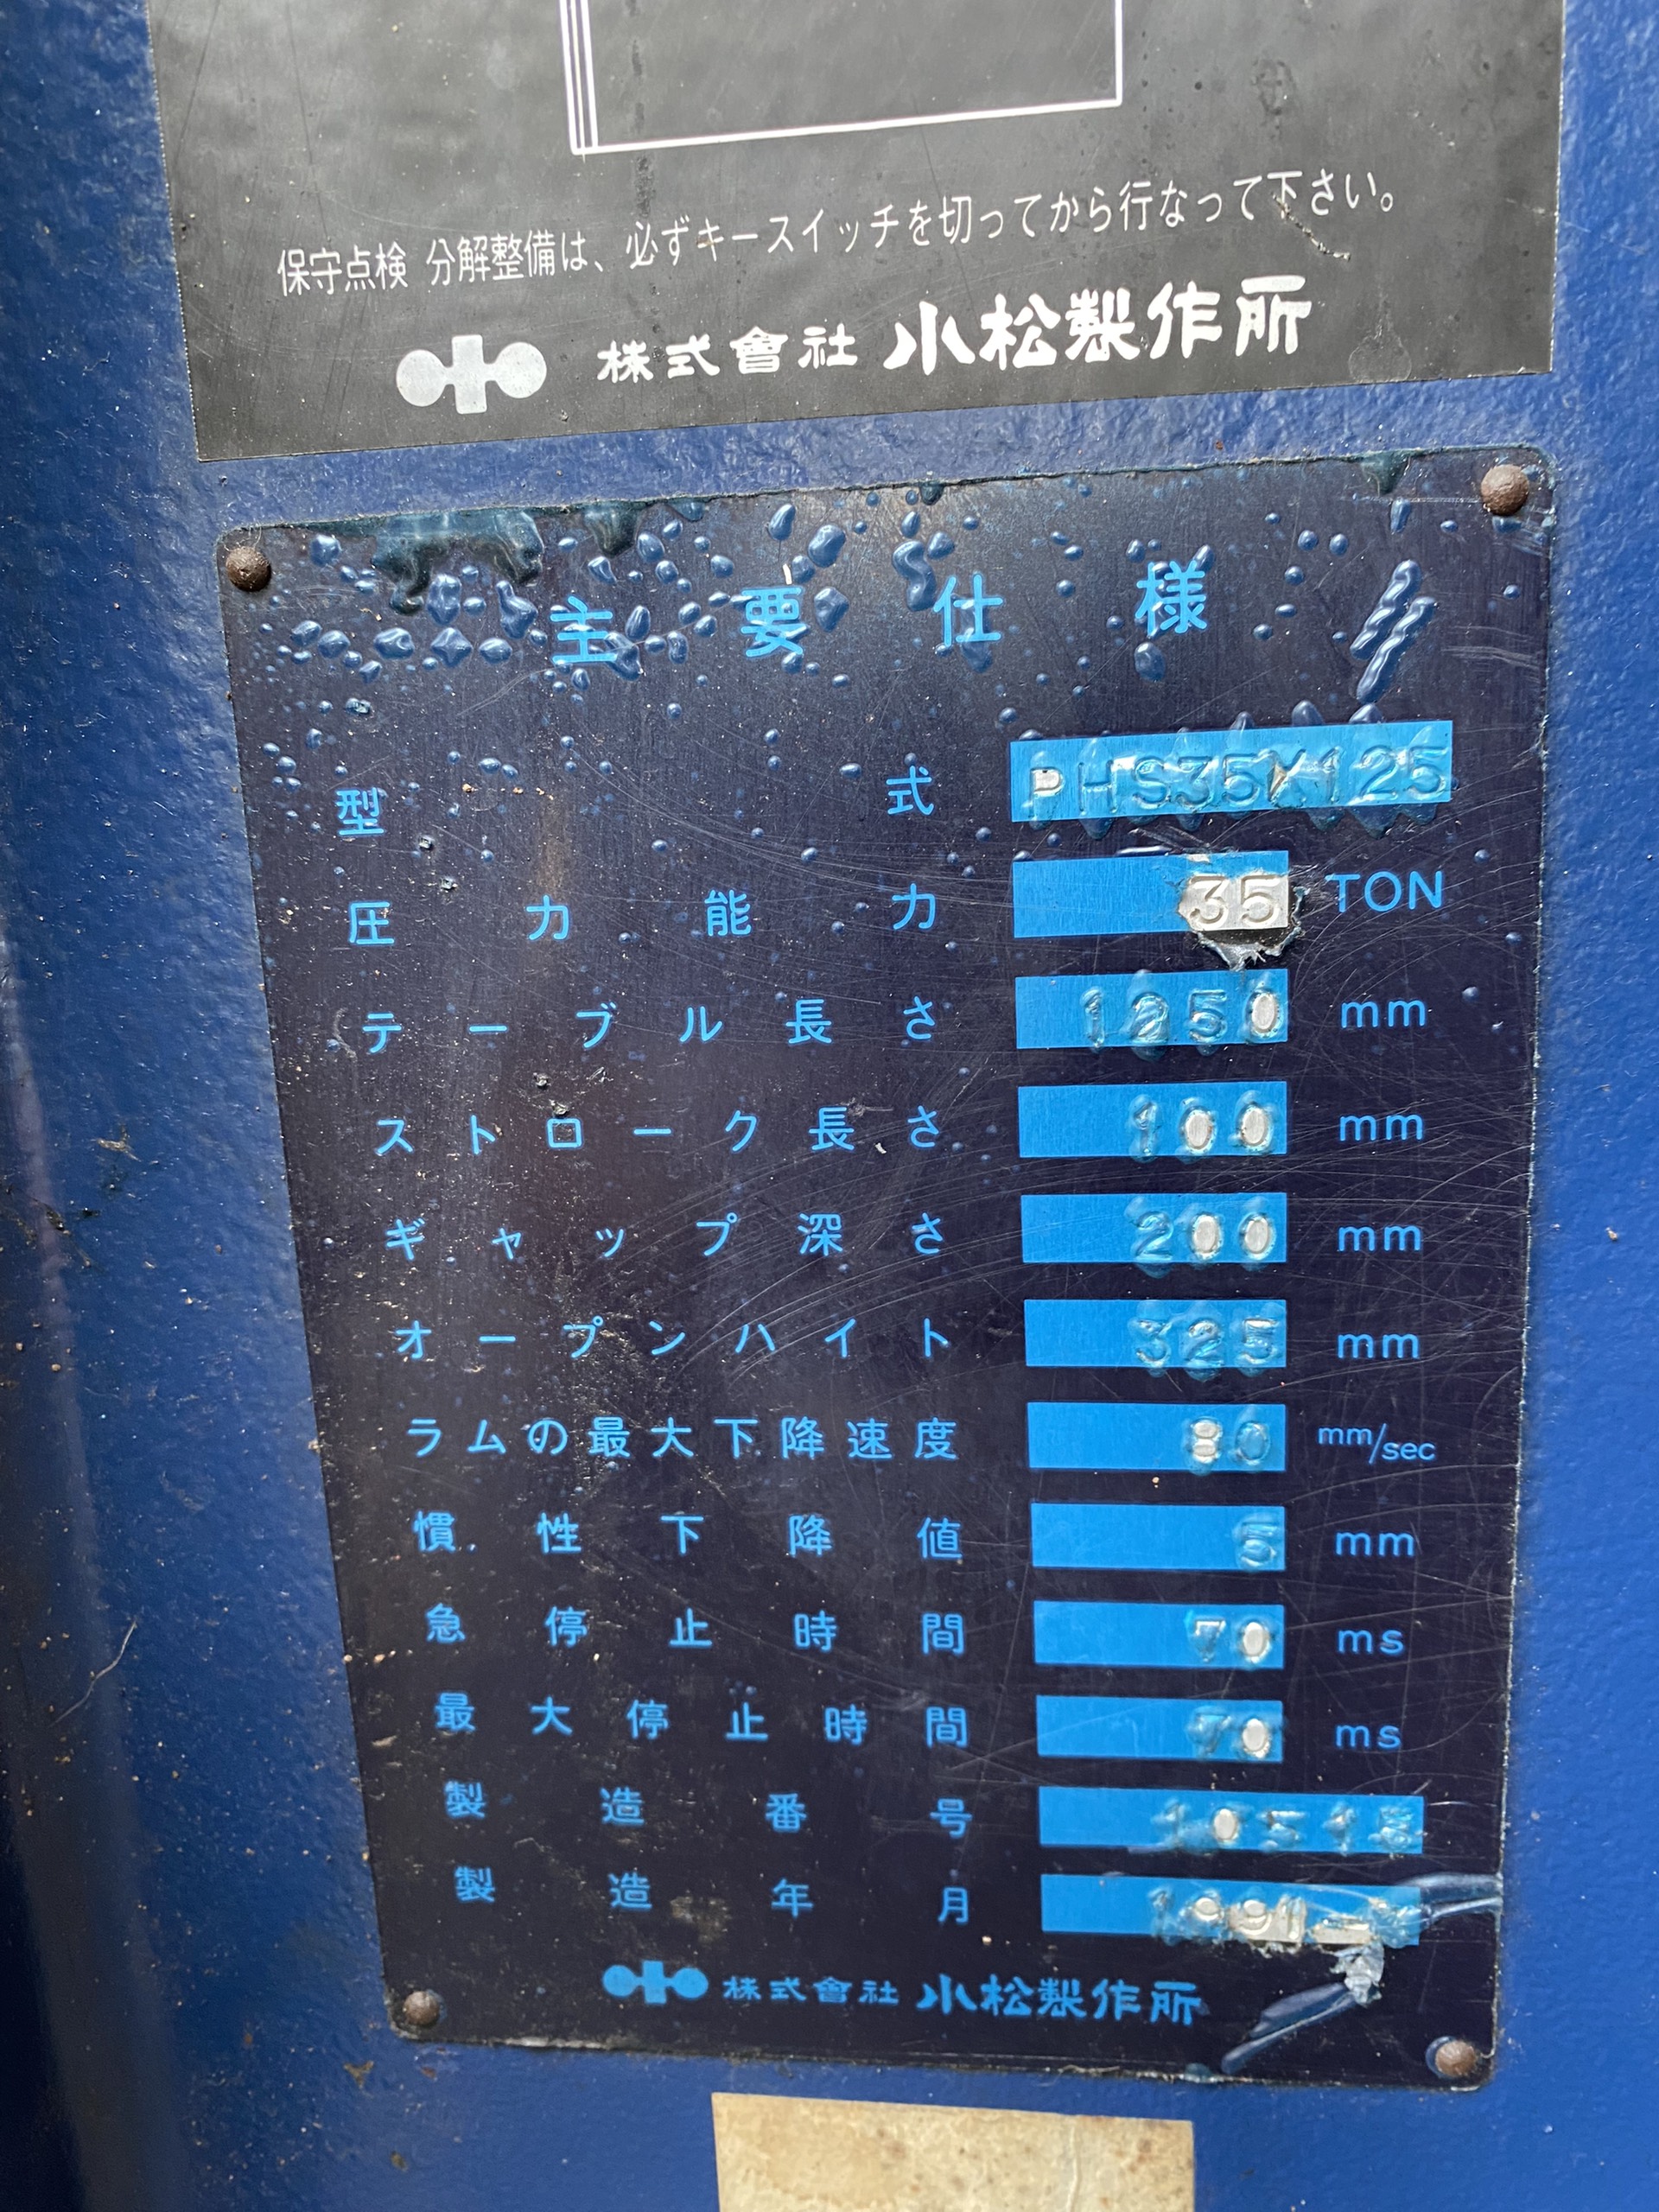 保守点検 分解整備は、必ずキースイッチを切ってから行なって下さい。
株式會社 小松製作所
主要仕様
型式 PHS35X125
圧力能力 35 TON
テーブル長さ 1250 mm
ストローク長さ 100 mm
ギャップ深さ 200 mm
オープンハイト 325 mm
ラムの最大下降速度 80 mm/sec
慣性下降値 5 mm
急停止時間 70 ms
最大停止時間 70 ms
製造番号
製造年月
株式會社 小松製作所